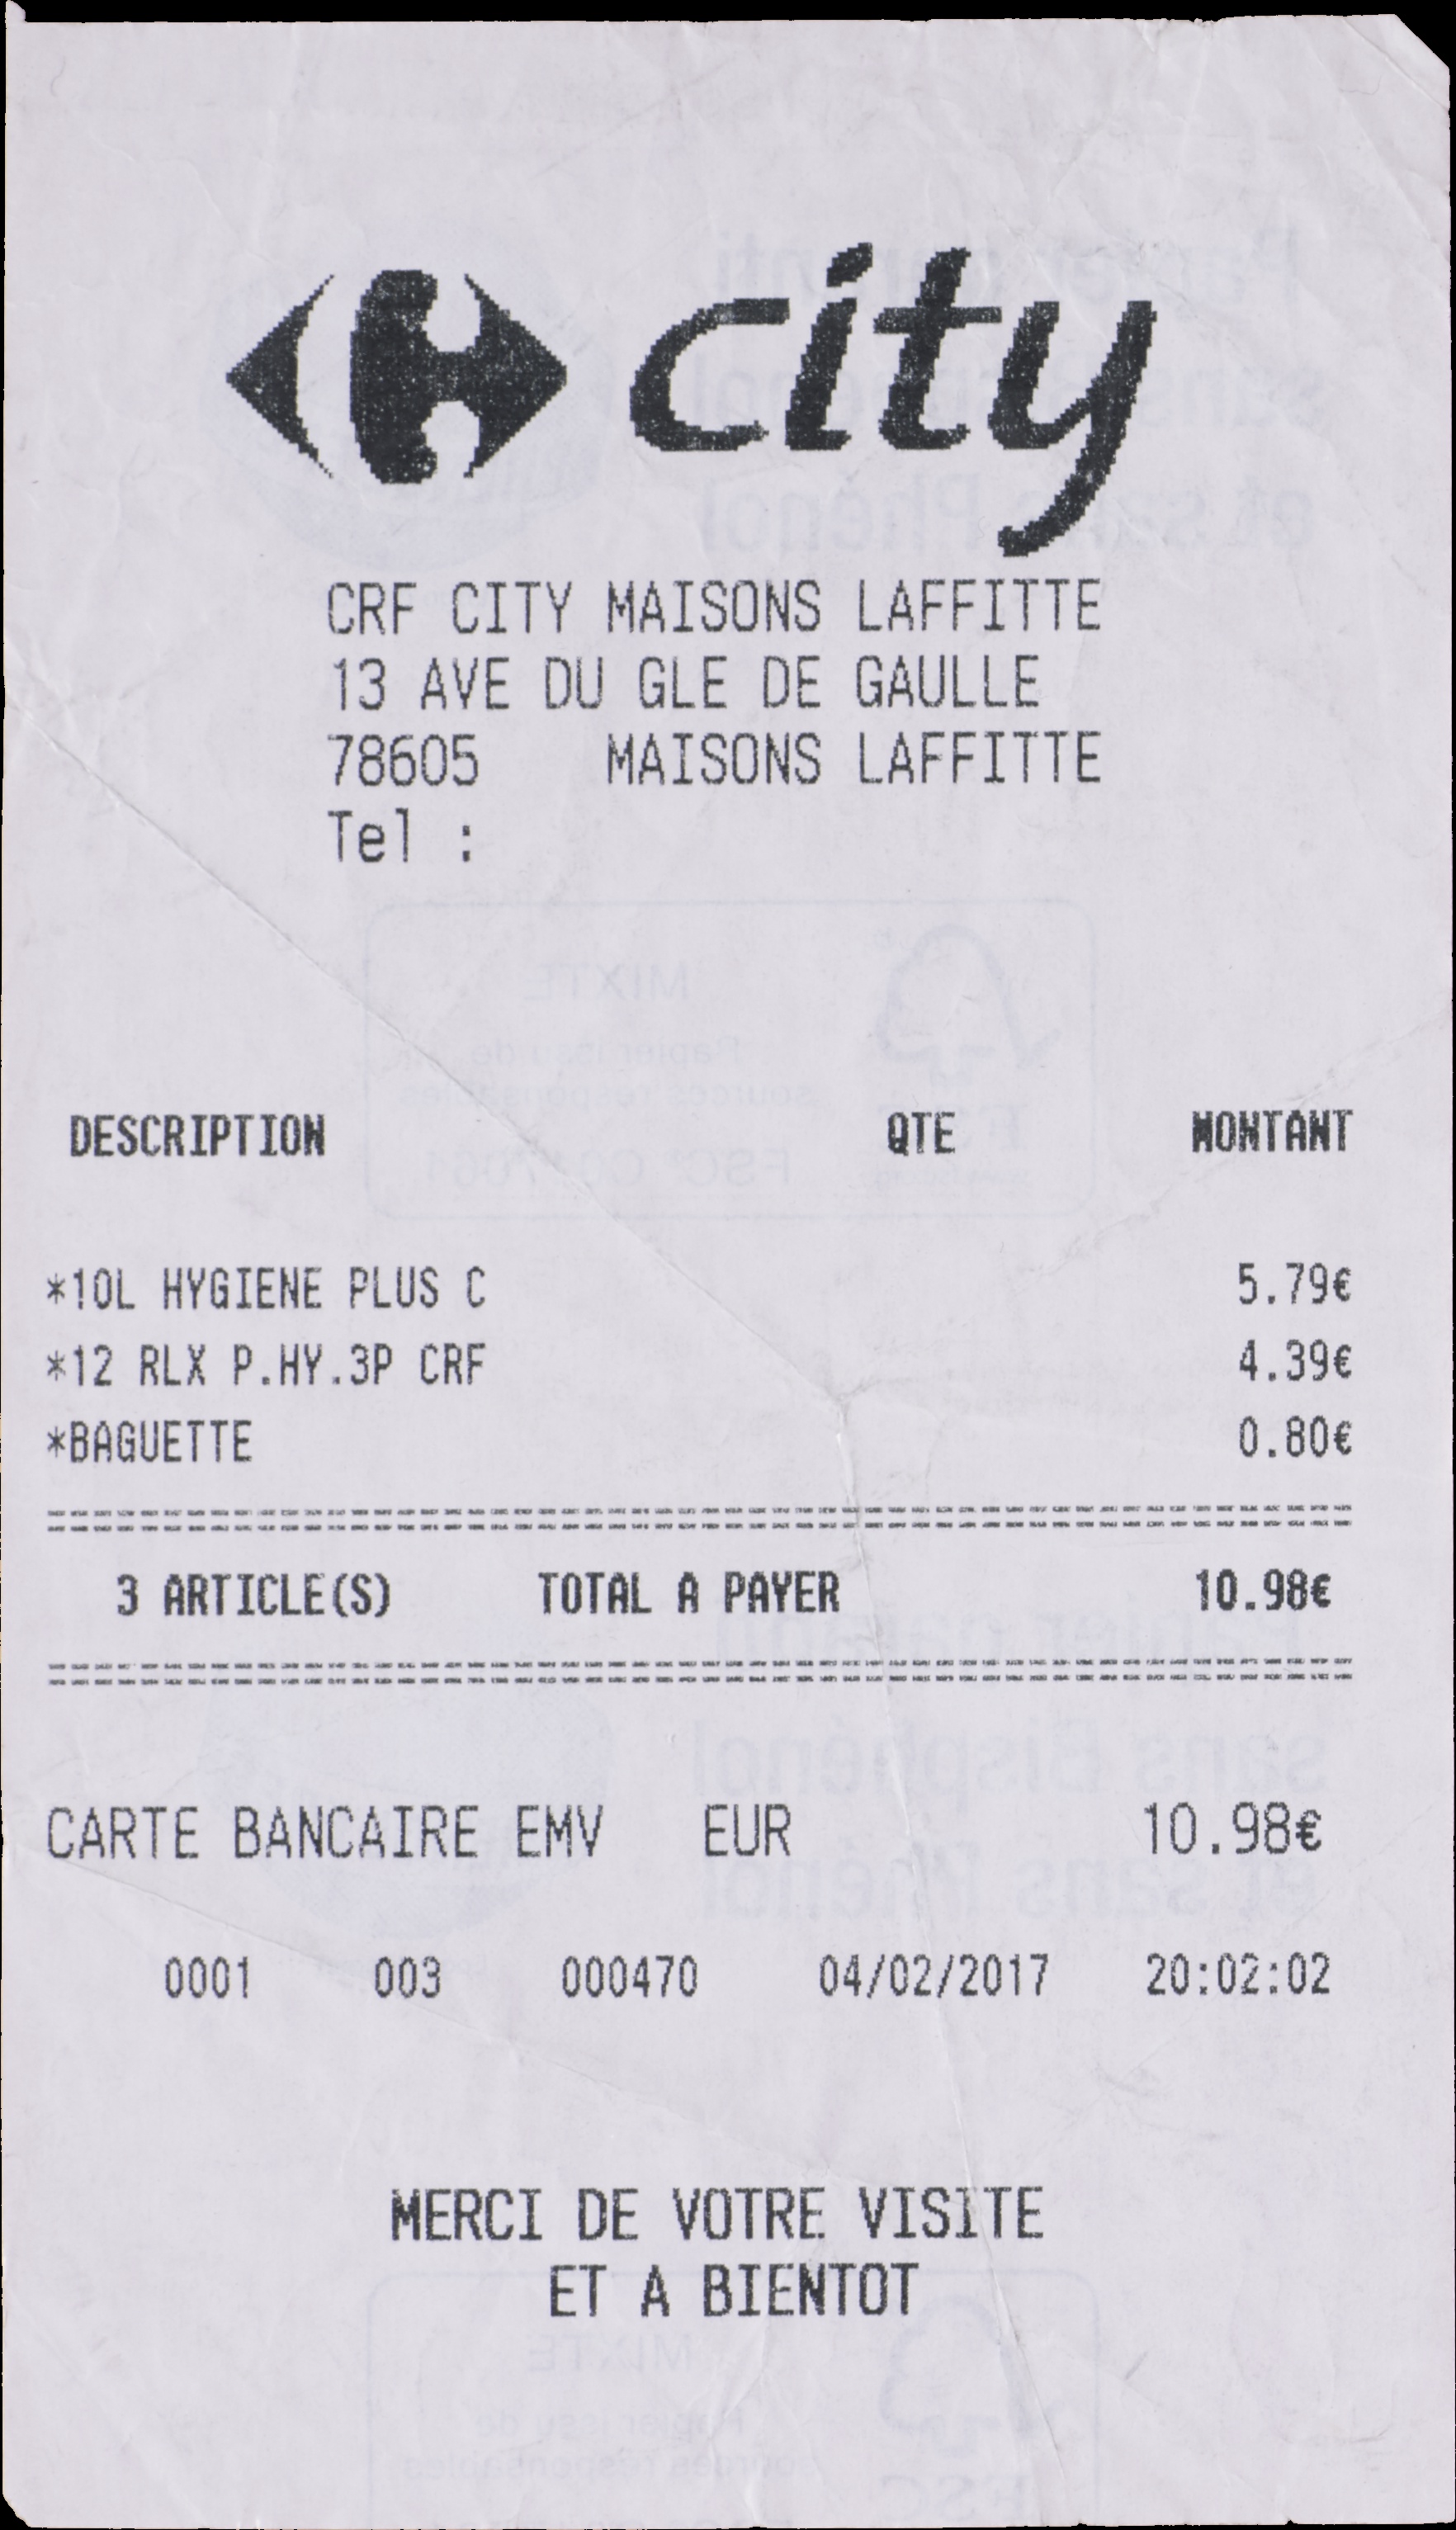 city
CRF CITY MAISONS LAFFITTE
13 AVE DU GLE DE GAULLE
78605 MAISONS LAFFITTE
Tel :
DESCRIPTION QTE MONTANT
*10L HYGIENE PLUS C 5.79€
*12 RLX P.HY.3P CRF 4.39€
*BAGUETTE 0.80€
3 ARTICLE(S) TOTAL A PAYER 10.98€
CARTE BANCAIRE EMV EUR 10.98€
0001 003 000470 04/02/2017 20:02:02
MERCI DE VOTRE VISITE
ET A BIENTOT